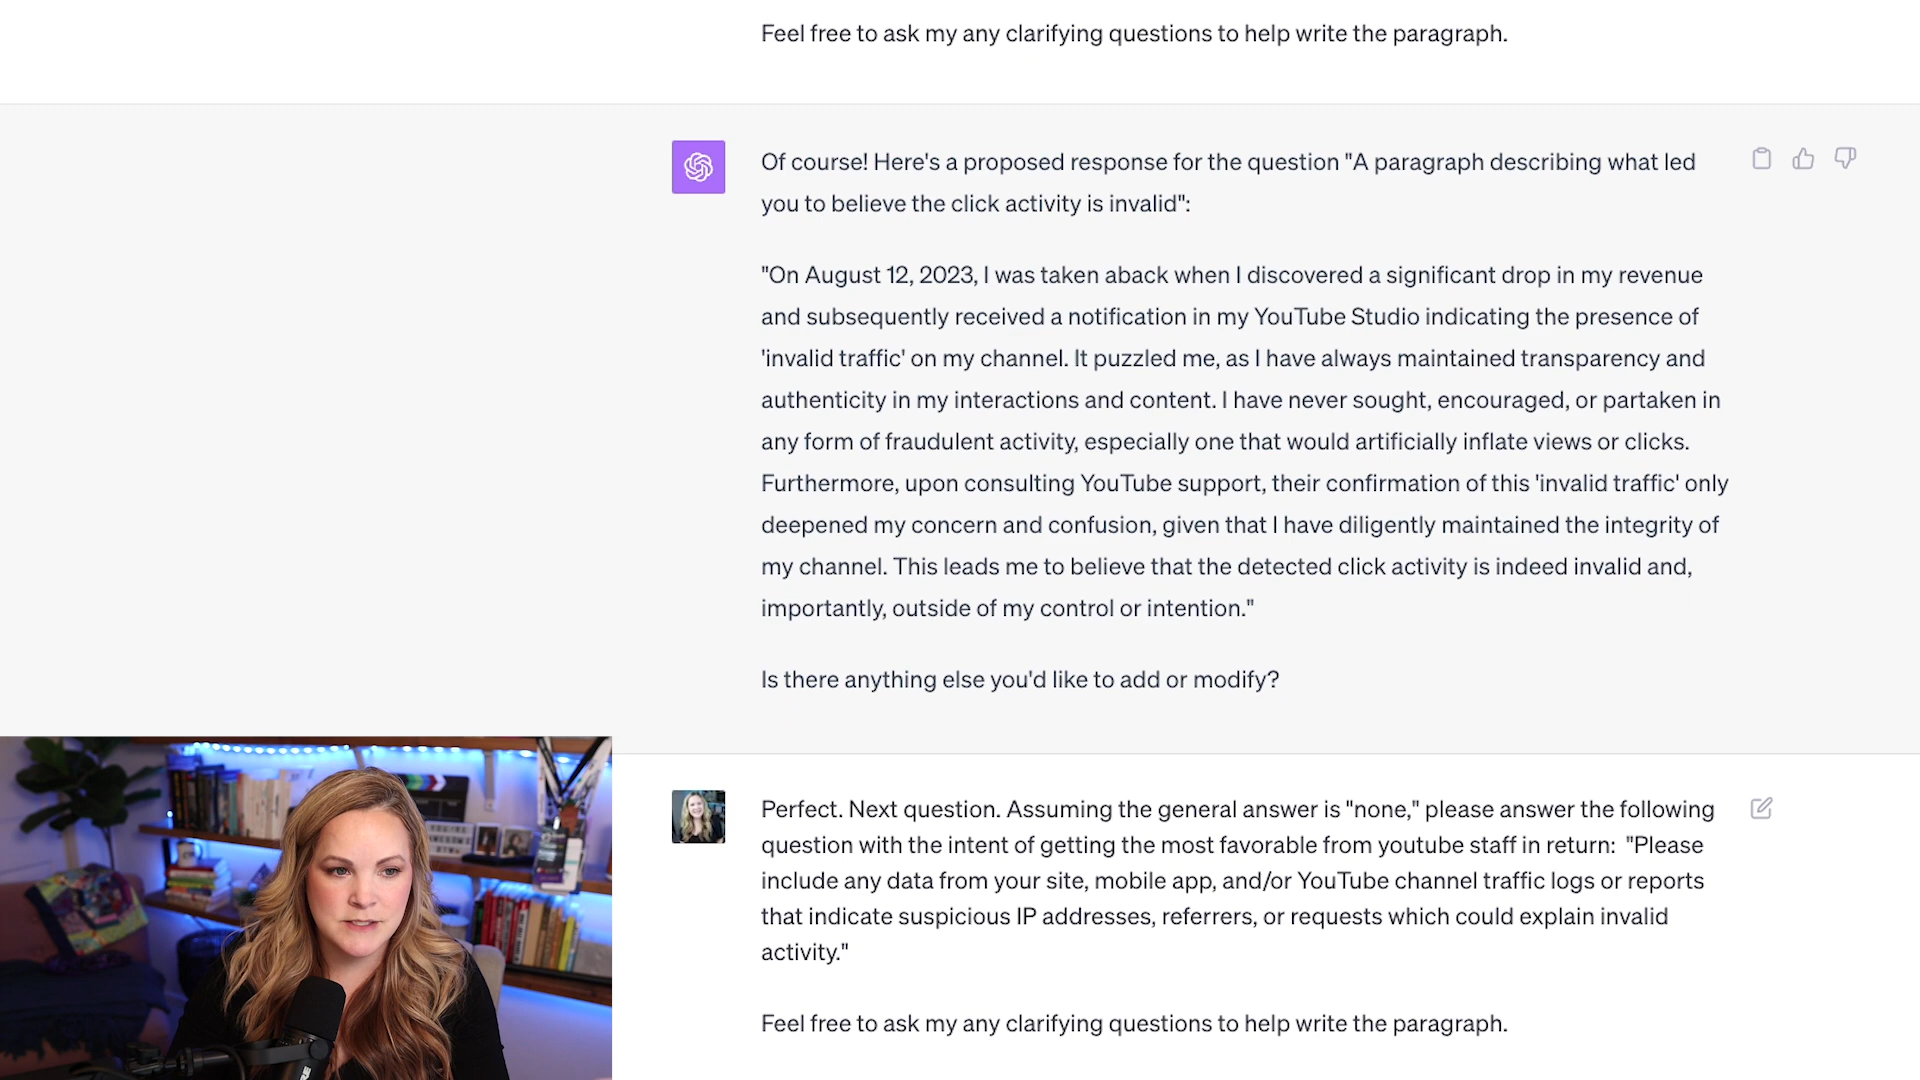 Feel free to ask my any clarifying questions to help write the paragraph.
Of course! Here's a proposed response for the question "A paragraph describing what led
you to believe the click activity is invalid":
"On August 12, 2023, I was taken aback when I discovered a significant drop in my revenue
and subsequently received a notification in my YouTube Studio indicating the presence of
'invalid traffic' on my channel. It puzzled me, as I have always maintained transparency and
authenticity in my interactions and content. I have never sought, encouraged, or partaken in
any form of fraudulent activity, especially one that would artificially inflate views or clicks.
Furthermore, upon consulting YouTube support, their confirmation of this 'invalid traffic' only
deepened my concern and confusion, given that I have diligently maintained the integrity of
my channel. This leads me to believe that the detected click activity is indeed invalid and,
importantly, outside of my control or intention."
Is there anything else you'd like to add or modify?
Perfect. Next question. Assuming the general answer is "none," please answer the following
question with the intent of getting the most favorable from youtube staff in return:  "Please
include any data from your site, mobile app, and/or YouTube channel traffic logs or reports
that indicate suspicious IP addresses, referrers, or requests which could explain invalid
activity."
Feel free to ask my any clarifying questions to help write the paragraph.